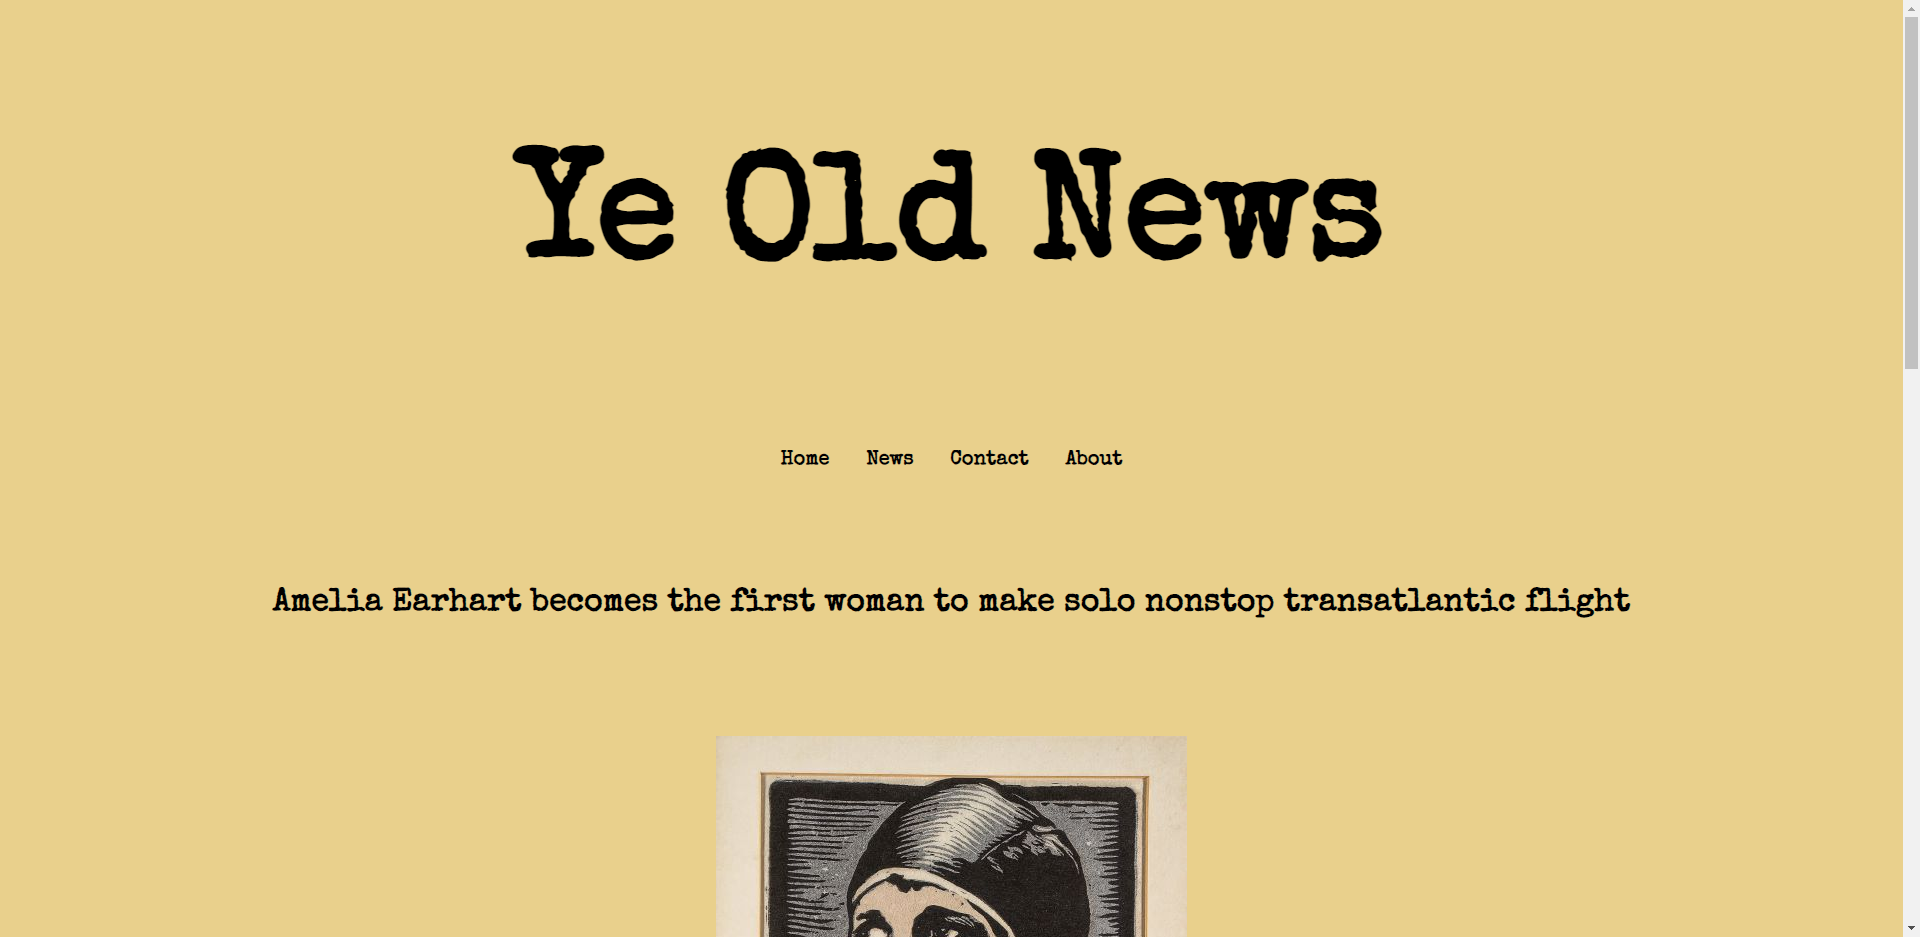 Ye Old News
Home News Contact About
Amelia Earhart becomes the first woman to make solo nonstop transatlantic flight